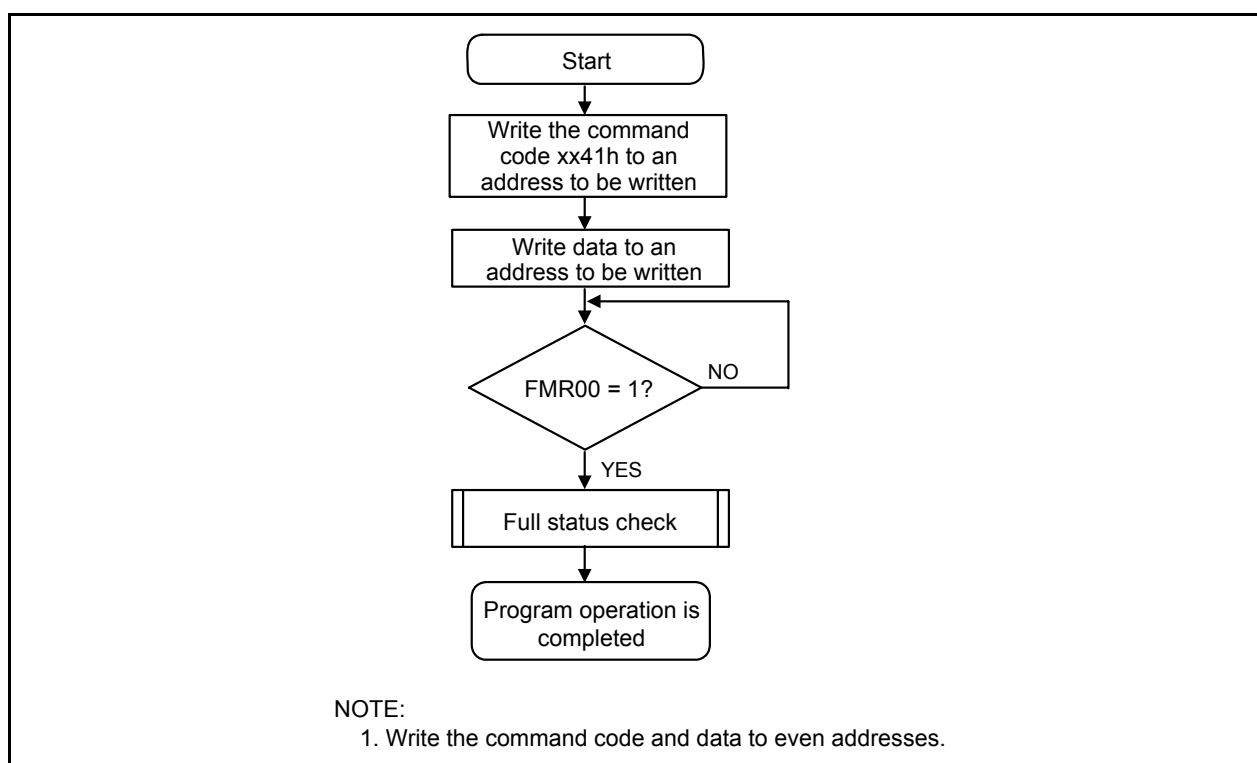 Start
Write the command
code xx41h to an
address to be written
Write data to an
address to be written
FMR00 = 1?
NO
YES
Full status check
Program operation is
completed
NOTE:
1. Write the command code and data to even addresses.